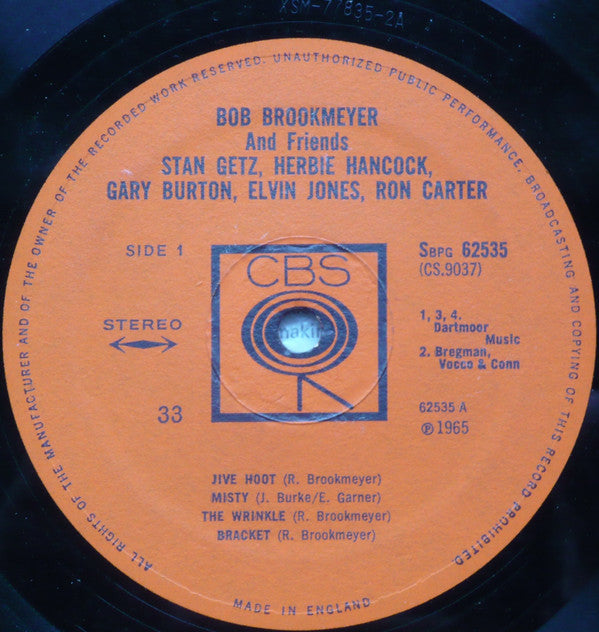 XSM-77835-2A
ALL RIGHTS OF THE MANUFACTURER AND OF THE OWNER OF THE RECORDED WORK RESERVED. UNAUTHORIZED PUBLIC PERFORMANCE, BROADCASTING AND COPYING OF THIS RECORD PROHIBITED.
BOB BROOKMEYER
And Friends
STAN GETZ, HERBIE HANCOCK,
GARY BURTON, ELVIN JONES, RON CARTER
SIDE 1
SBPG 62535
(CS.9037)
CBS
STEREO
1, 3, 4.
Dartmoor
Music
2. Bregman,
Vocco & Conn
33
62535 A
℗ 1965
JIVE HOOT (R. Brookmeyer)
MISTY (J. Burke/E. Garner)
THE WRINKLE (R. Brookmeyer)
BRACKET (R. Brookmeyer)
MADE IN ENGLAND